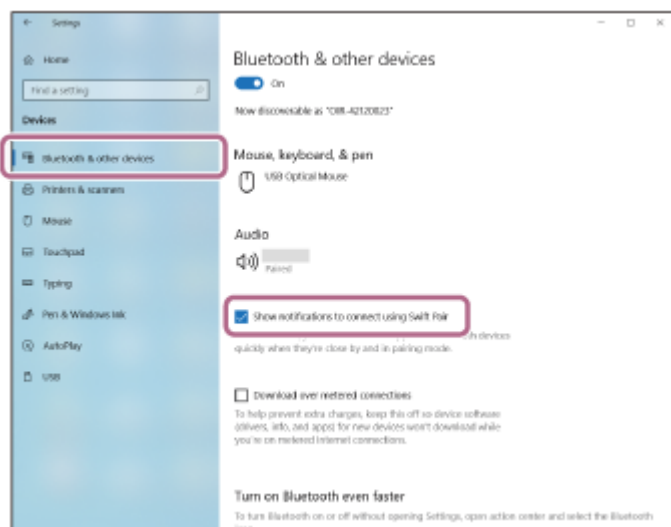 Settings
Home
Find a setting
Devices
Bluetooth & other devices
Printers & scanners
Mouse
Touchpad
Typing
Pen & Windows Ink
AutoPlay
USB
Bluetooth & other devices
On
Now discoverable as
Mouse, keyboard, & pen
USB Optical Mouse
Audio
Paired
Show notifications to connect using Swift Pair
devices
quickly when they're close by and in pairing mode.
Download over metered connections
To help prevent extra charges, keep this off so device software
(drivers, info, and apps) for new devices won't download while
you're on metered internet connections.
Turn on Bluetooth even faster
To turn Bluetooth on or off without opening Settings, open action center and select the Bluetooth